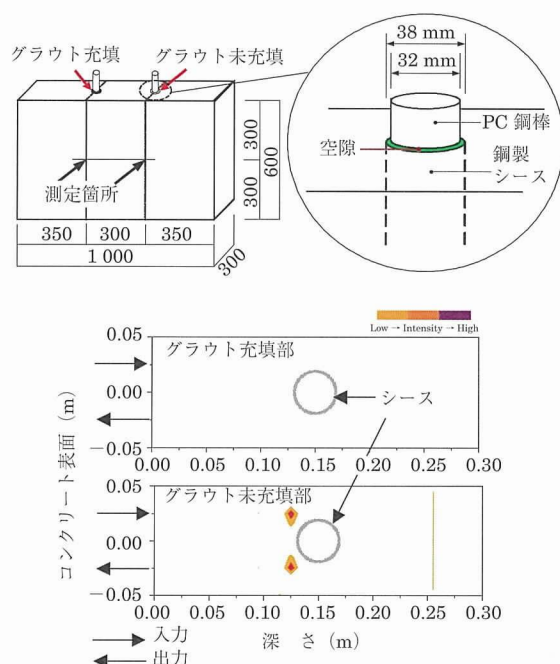 グラウト充填
グラウト未充填
測定箇所
300
300
600
350
300
350
1 000
300
38 mm
32 mm
PC 鋼棒
空隙
鋼製
シース
Low → Intensity → High
コンクリート表面 (m)
0.05
0.00
−0.05
グラウト充填部
シース
0.00 0.05 0.10 0.15 0.20 0.25 0.30
0.05
0.00
−0.05
グラウト未充填部
0.00 0.05 0.10 0.15 0.20 0.25 0.30
深 さ (m)
入力
出力